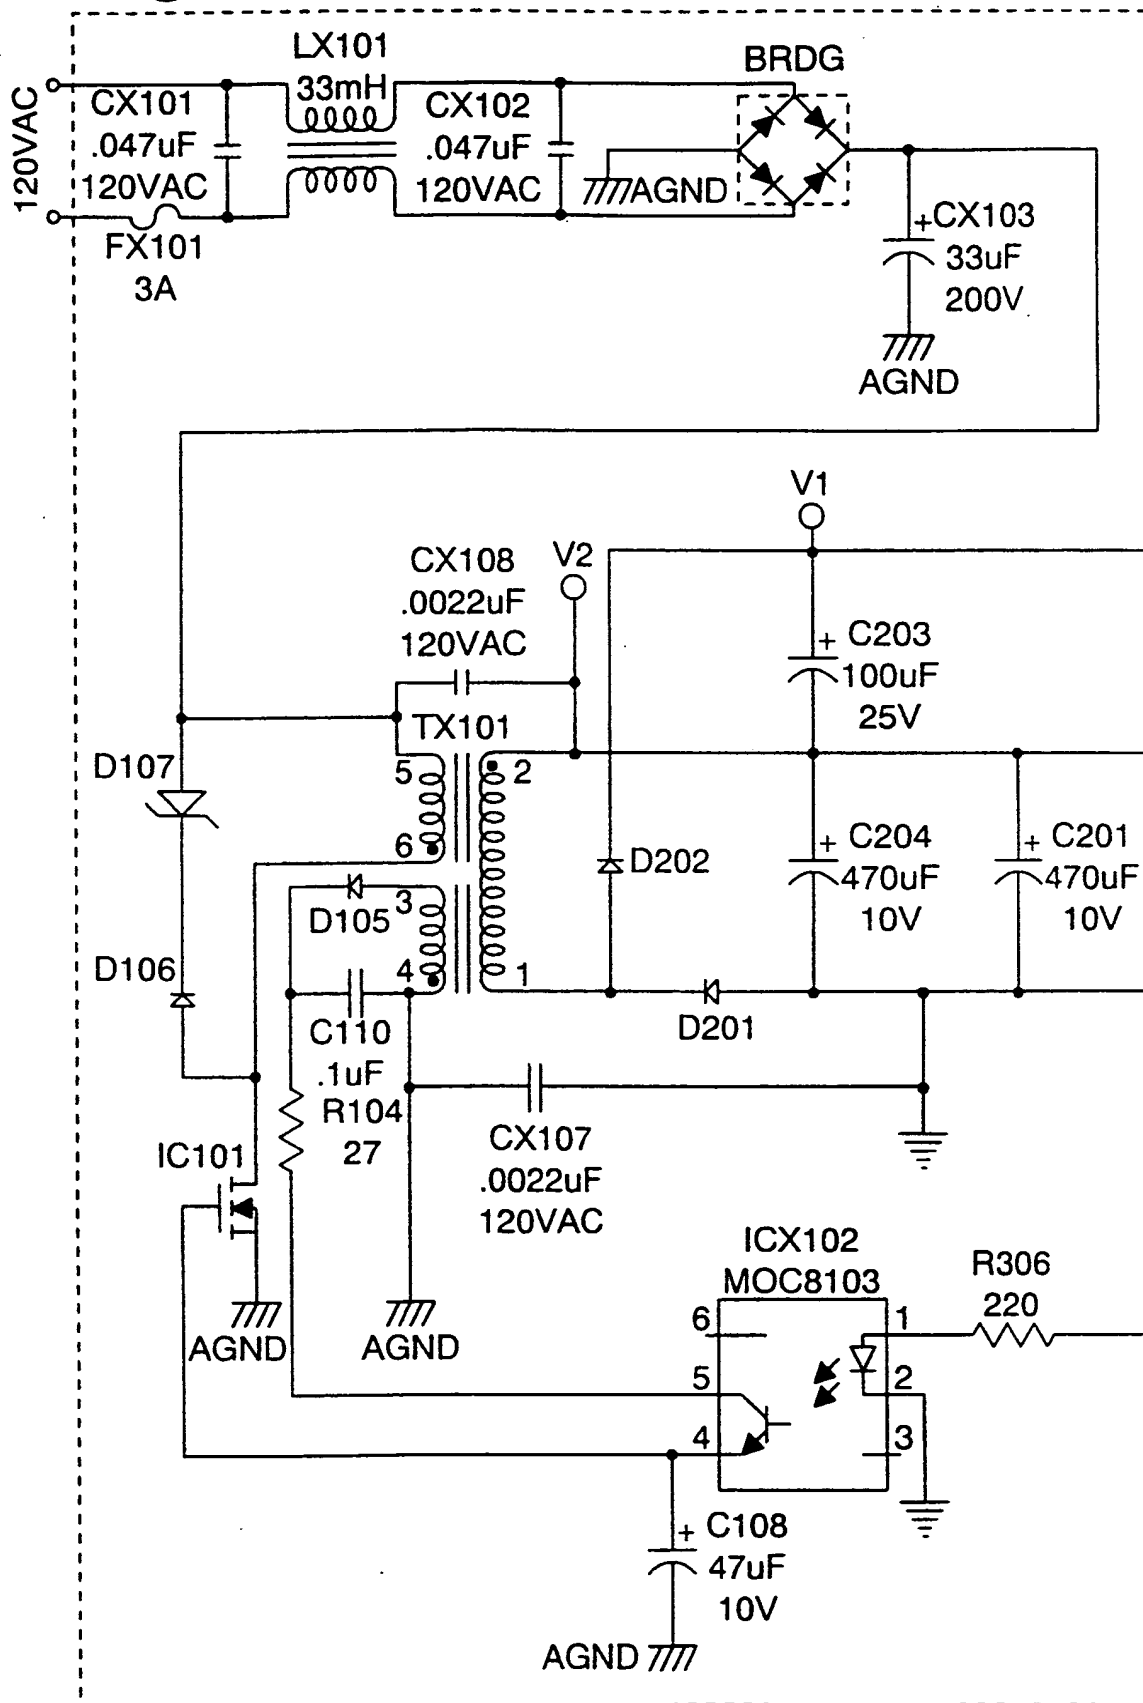 LX101
33mH
BRDG
120VAC
CX101
.047uF
120VAC
CX102
.047uF
120VAC
AGND
FX101
3A
+
CX103
33uF
200V
AGND
V1
V2
CX108
.0022uF
120VAC
+
C203
100uF
25V
TX101
D107
5
2
6
D202
+
C204
470uF
10V
+
C201
470uF
10V
3
D105
4
1
D106
D201
C110
.1uF
R104
27
CX107
.0022uF
120VAC
IC101
AGND
AGND
ICX102
MOC8103
R306
220
6
1
5
2
4
3
+
C108
47uF
10V
AGND